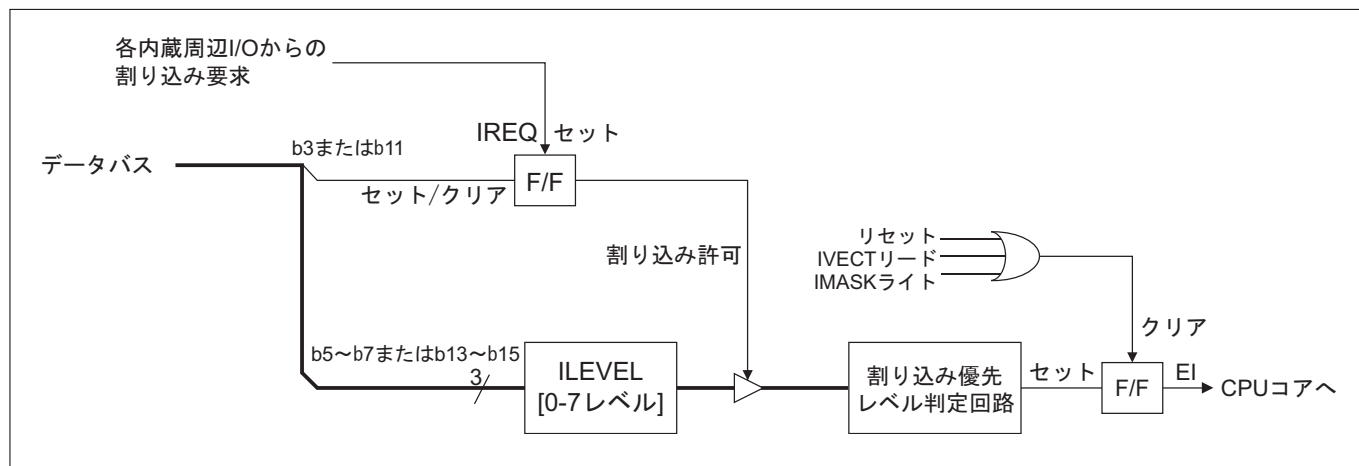 各内蔵周辺I/Oからの
割り込み要求
IREQ セット
b3またはb11
データバス
F/F
セット/クリア
割り込み許可
リセット
IVECTリード
IMASKライト
クリア
b5～b7またはb13～b15
3
ILEVEL
[0-7レベル]
割り込み優先
レベル判定回路
セット
F/F
EI
CPUコアへ